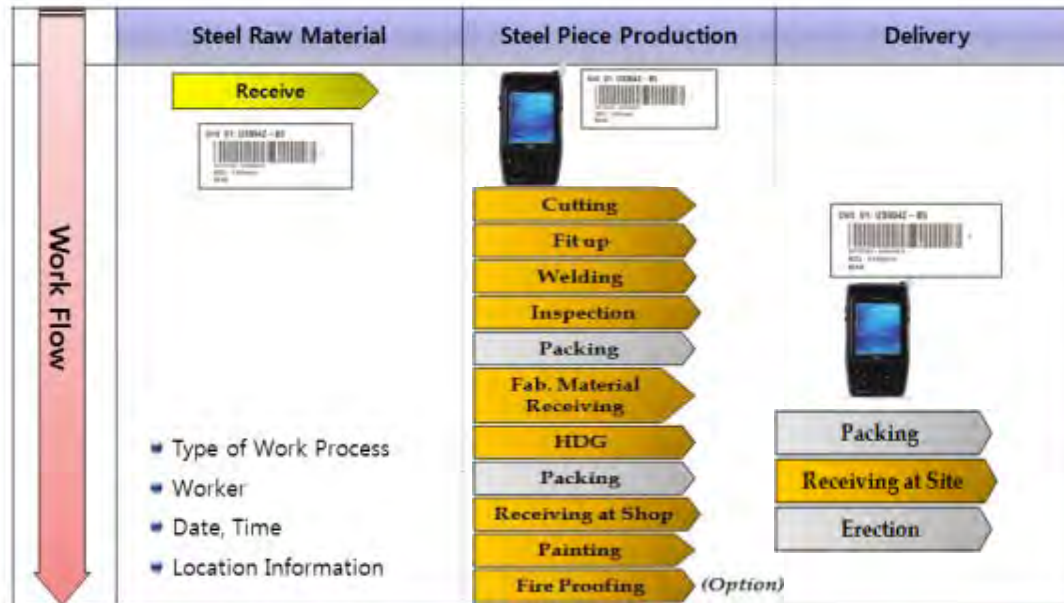 Steel Raw Material
Steel Piece Production
Delivery
Work Flow
Receive
Cutting
Fit up
Welding
Inspection
Packing
Fab. Material
Receiving
HDG
Packing
Receiving at Shop
Painting
Fire Proofing
(Option)
Type of Work Process
Worker
Date, Time
Location Information
Packing
Receiving at Site
Erection